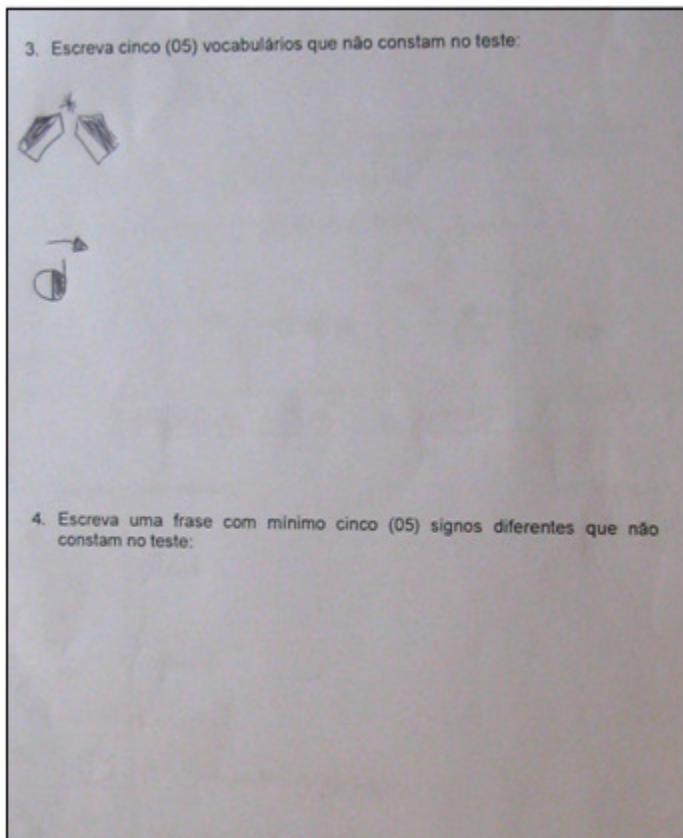 3. Escreva cinco (05) vocabulários que não constam no teste:
4. Escreva uma frase com mínimo cinco (05) signos diferentes que não
constam no teste: